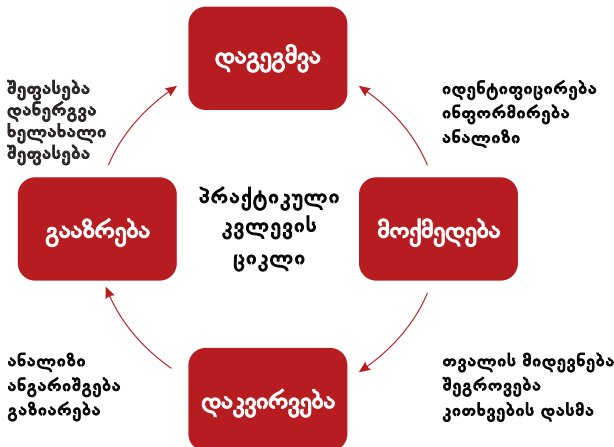 დაგეგმვა
შეფასება
დანერგვა
ხელახალი
შეფასება
იდენტიფიცირება
ინფორმირება
ანალიზი
გააზრება
პრაქტიკული
კვლევის
ციკლი
მოქმედება
ანალიზი
ანგარიშგება
გაზიარება
დაკვირვება
თვალის მიდევნება
შეგროვება
კითხვების დასმა